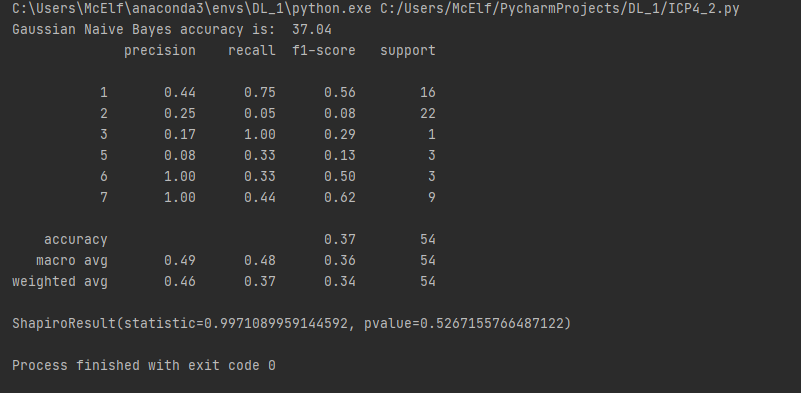 C:\Users\McElf\anaconda3\envs\DL_1\python.exe C:/Users/McElf/PycharmProjects/DL_1/ICP4_2.py
Gaussian Naive Bayes accuracy is:  37.04
              precision    recall  f1-score   support

           1       0.44      0.75      0.56        16
           2       0.25      0.05      0.08        22
           3       0.17      1.00      0.29         1
           5       0.08      0.33      0.13         3
           6       1.00      0.33      0.50         3
           7       1.00      0.44      0.62         9

    accuracy                           0.37        54
   macro avg       0.49      0.48      0.36        54
weighted avg       0.46      0.37      0.34        54

ShapiroResult(statistic=0.9971089959144592, pvalue=0.5267155766487122)

Process finished with exit code 0